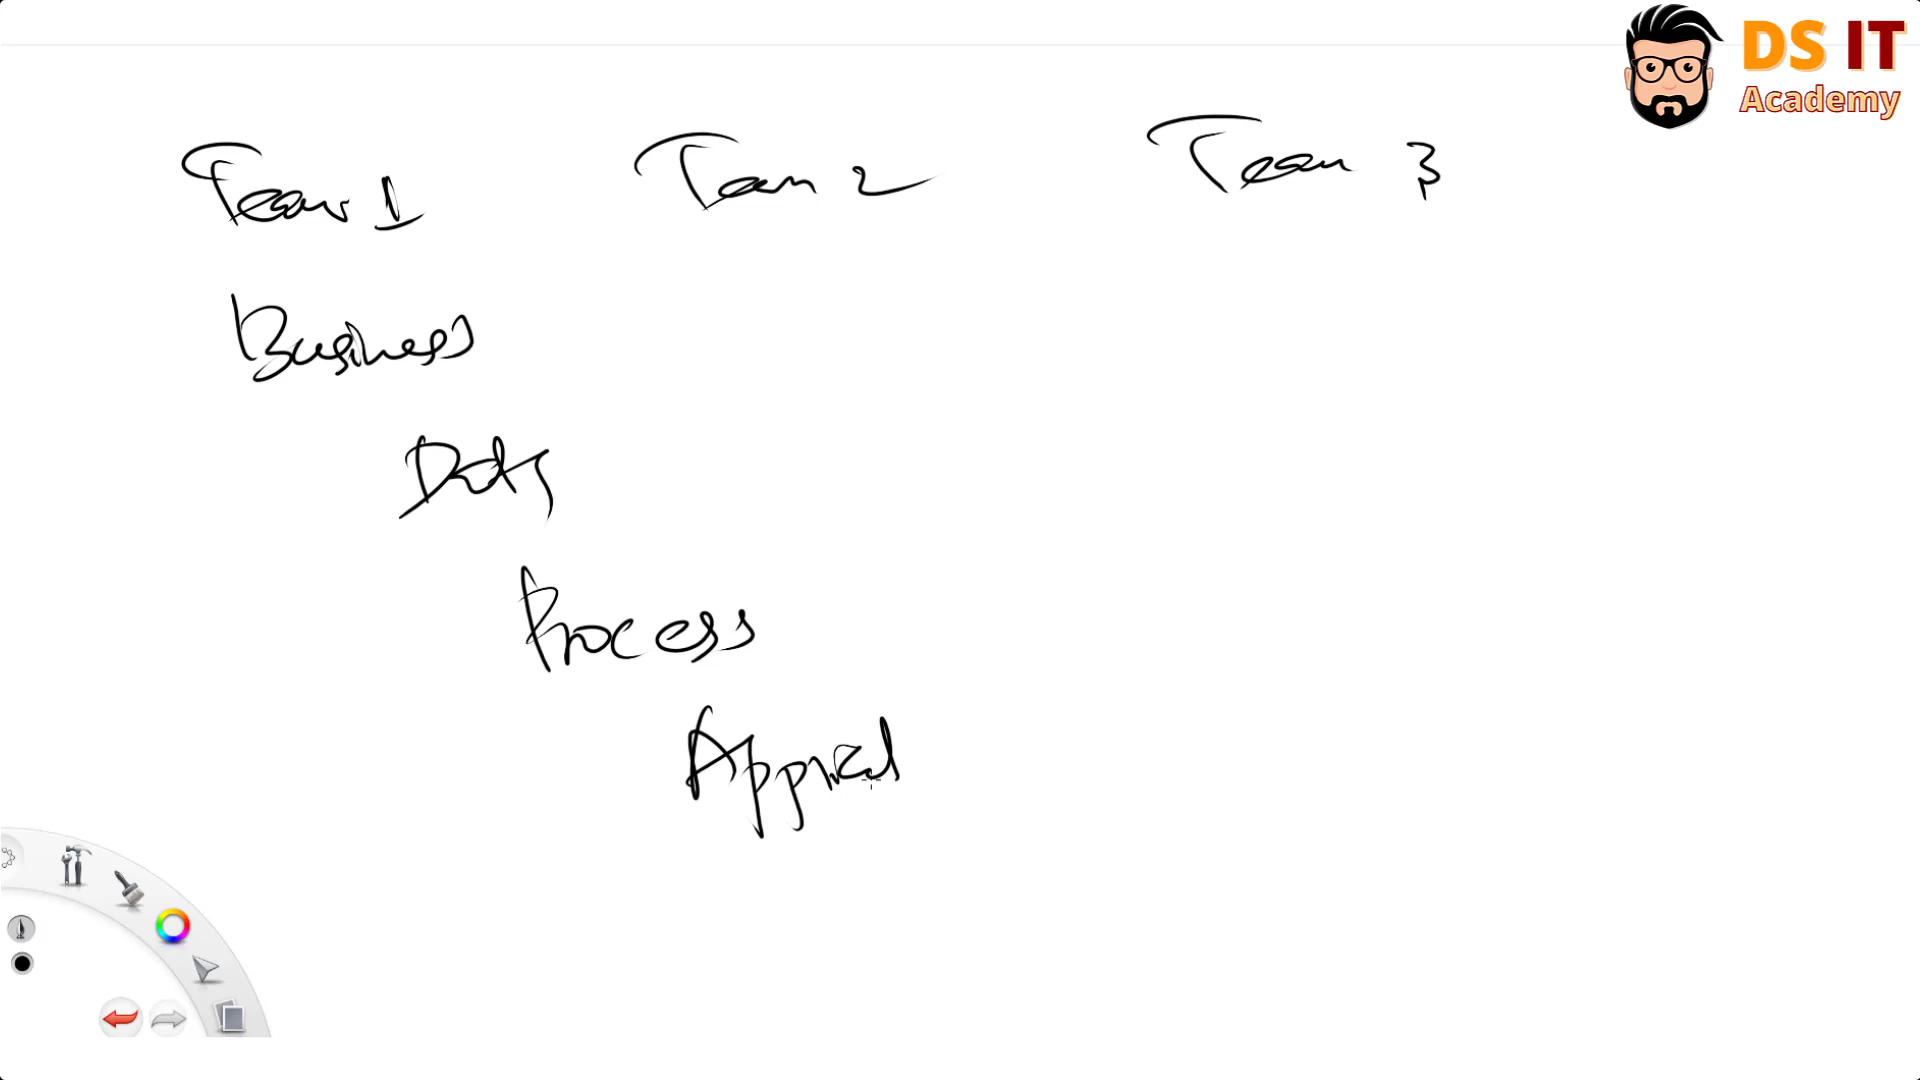 DS IT
Academy
Team 1 Team 2 Team 3
Business
Data
Process
Approval